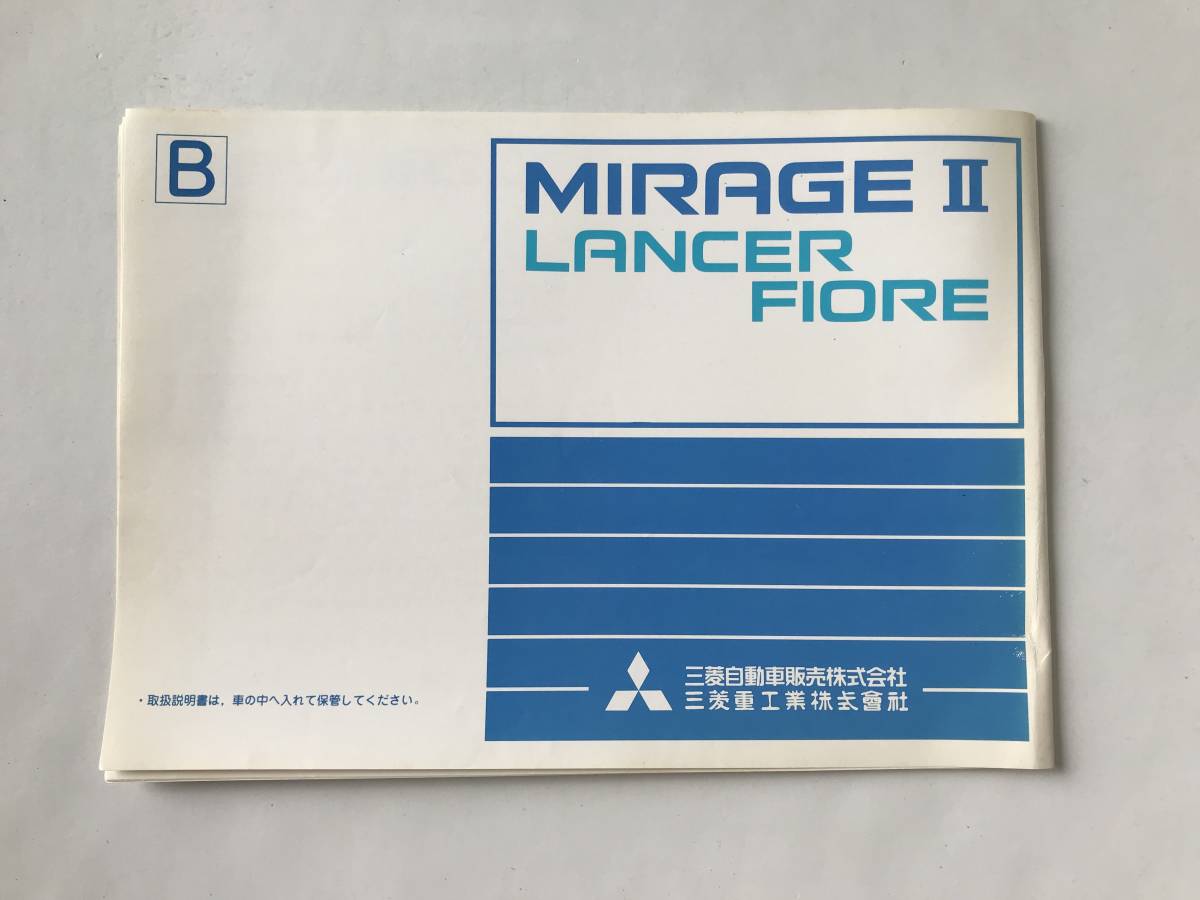 B
MIRAGE II
LANCER
FIORE
三菱自動車販売株式会社
三菱重工業株式會社
・取扱説明書は，車の中へ入れて保管してください。